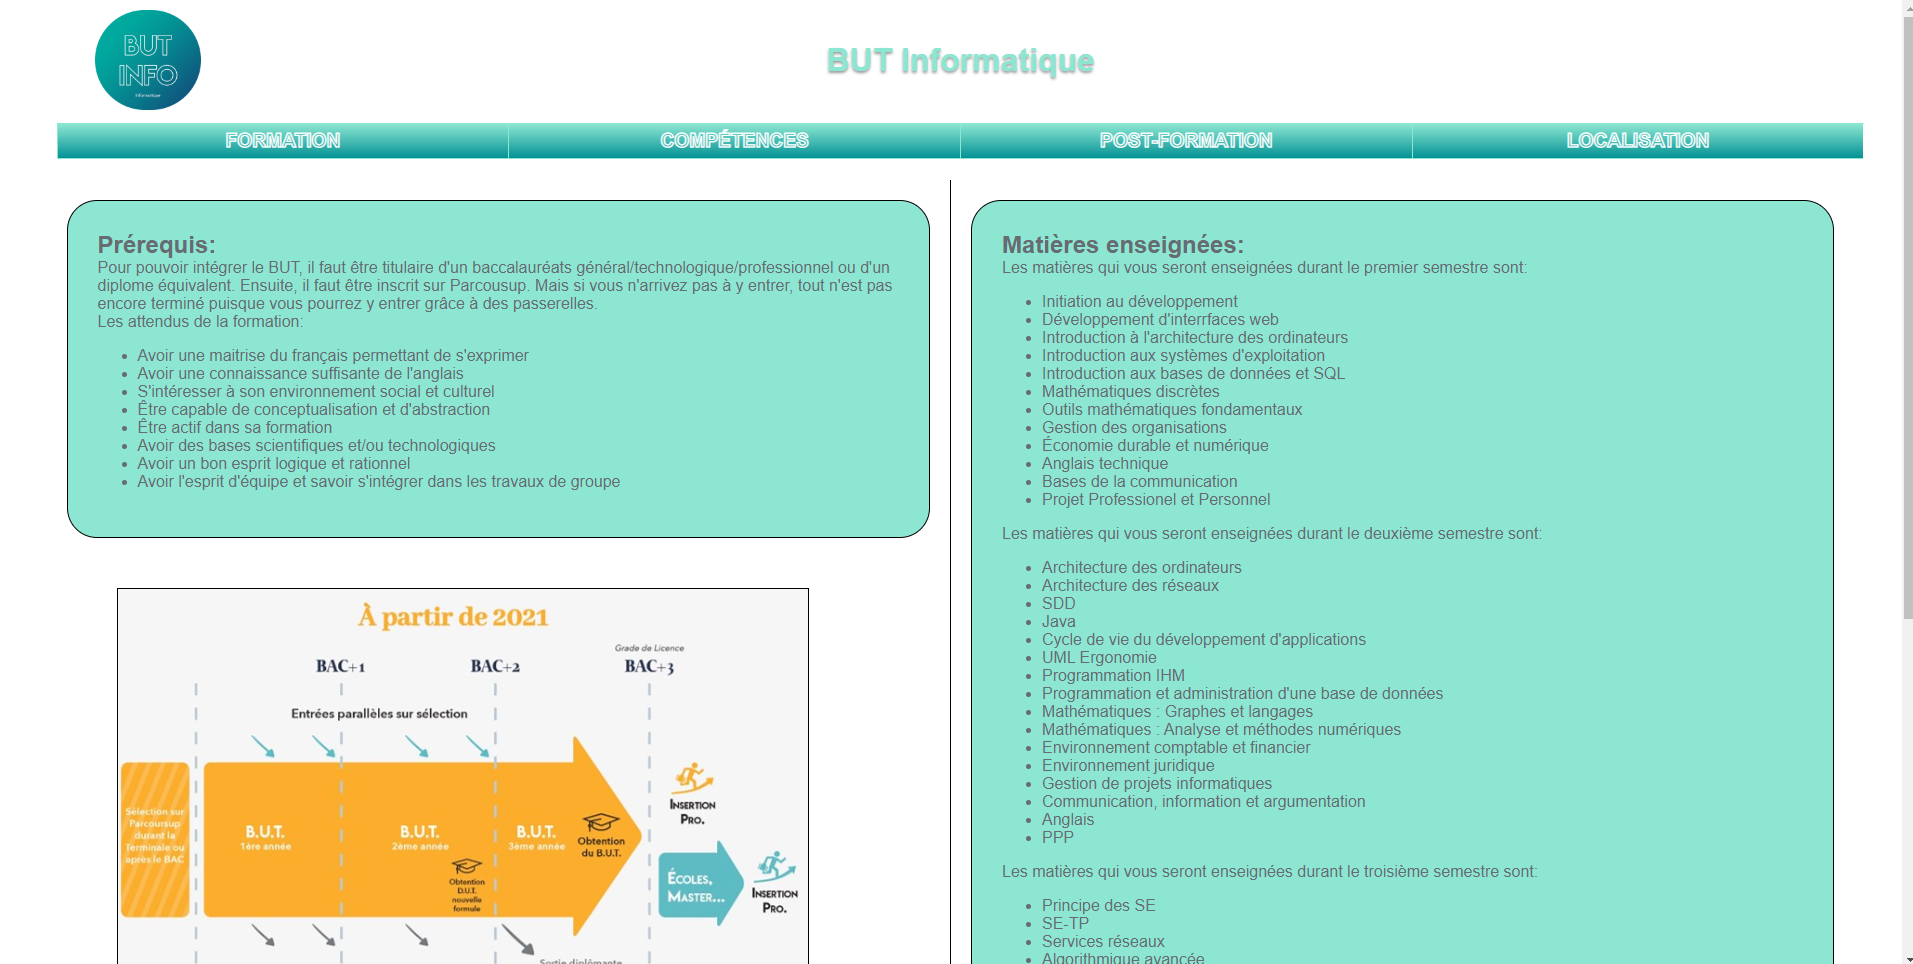 BUT
INFO
Informatique
BUT Informatique
FORMATION
COMPÉTENCES
POST-FORMATION
LOCALISATION
Prérequis:
Pour pouvoir intégrer le BUT, il faut être titulaire d'un baccalauréats général/technologique/professionnel ou d'un
diplome équivalent. Ensuite, il faut être inscrit sur Parcousup. Mais si vous n'arrivez pas à y entrer, tout n'est pas
encore terminé puisque vous pourrez y entrer grâce à des passerelles.
Les attendus de la formation:
• Avoir une maitrise du français permettant de s'exprimer
• Avoir une connaissance suffisante de l'anglais
• S'intéresser à son environnement social et culturel
• Être capable de conceptualisation et d'abstraction
• Être actif dans sa formation
• Avoir des bases scientifiques et/ou technologiques
• Avoir un bon esprit logique et rationnel
• Avoir l'esprit d'équipe et savoir s'intégrer dans les travaux de groupe
À partir de 2021
Grade de Licence
BAC+1
BAC+2
BAC+3
Entrées parallèles sur sélection
Sélection sur
Parcoursup
durant la
Terminale ou
après le BAC
B.U.T.
1ère année
B.U.T.
2ème année
B.U.T.
3ème année
Obtention
D.U.T.
nouvelle
formule
Obtention
du B.U.T.
INSERTION
PRO.
ÉCOLES,
MASTER...
INSERTION
PRO.
Sortie diplômante
Matières enseignées:
Les matières qui vous seront enseignées durant le premier semestre sont:
• Initiation au développement
• Développement d'interrfaces web
• Introduction à l'architecture des ordinateurs
• Introduction aux systèmes d'exploitation
• Introduction aux bases de données et SQL
• Mathématiques discrètes
• Outils mathématiques fondamentaux
• Gestion des organisations
• Économie durable et numérique
• Anglais technique
• Bases de la communication
• Projet Professionel et Personnel
Les matières qui vous seront enseignées durant le deuxième semestre sont:
• Architecture des ordinateurs
• Architecture des réseaux
• SDD
• Java
• Cycle de vie du développement d'applications
• UML Ergonomie
• Programmation IHM
• Programmation et administration d'une base de données
• Mathématiques : Graphes et langages
• Mathématiques : Analyse et méthodes numériques
• Environnement comptable et financier
• Environnement juridique
• Gestion de projets informatiques
• Communication, information et argumentation
• Anglais
• PPP
Les matières qui vous seront enseignées durant le troisième semestre sont:
• Principe des SE
• SE-TP
• Services réseaux
• Algorithmique avancée